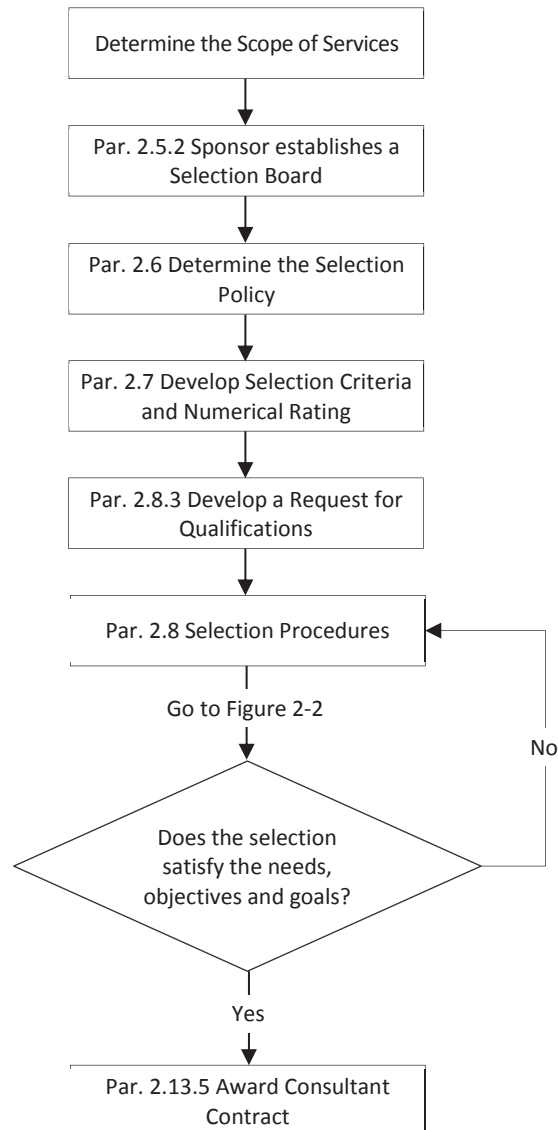 Determine the Scope of Services
Par. 2.5.2 Sponsor establishes a
Selection Board
Par. 2.6 Determine the Selection
Policy
Par. 2.7 Develop Selection Criteria
and Numerical Rating
Par. 2.8.3 Develop a Request for
Qualifications
Par. 2.8 Selection Procedures
Go to Figure 2-2
No
Does the selection
satisfy the needs,
objectives and goals?
Yes
Par. 2.13.5 Award Consultant
Contract